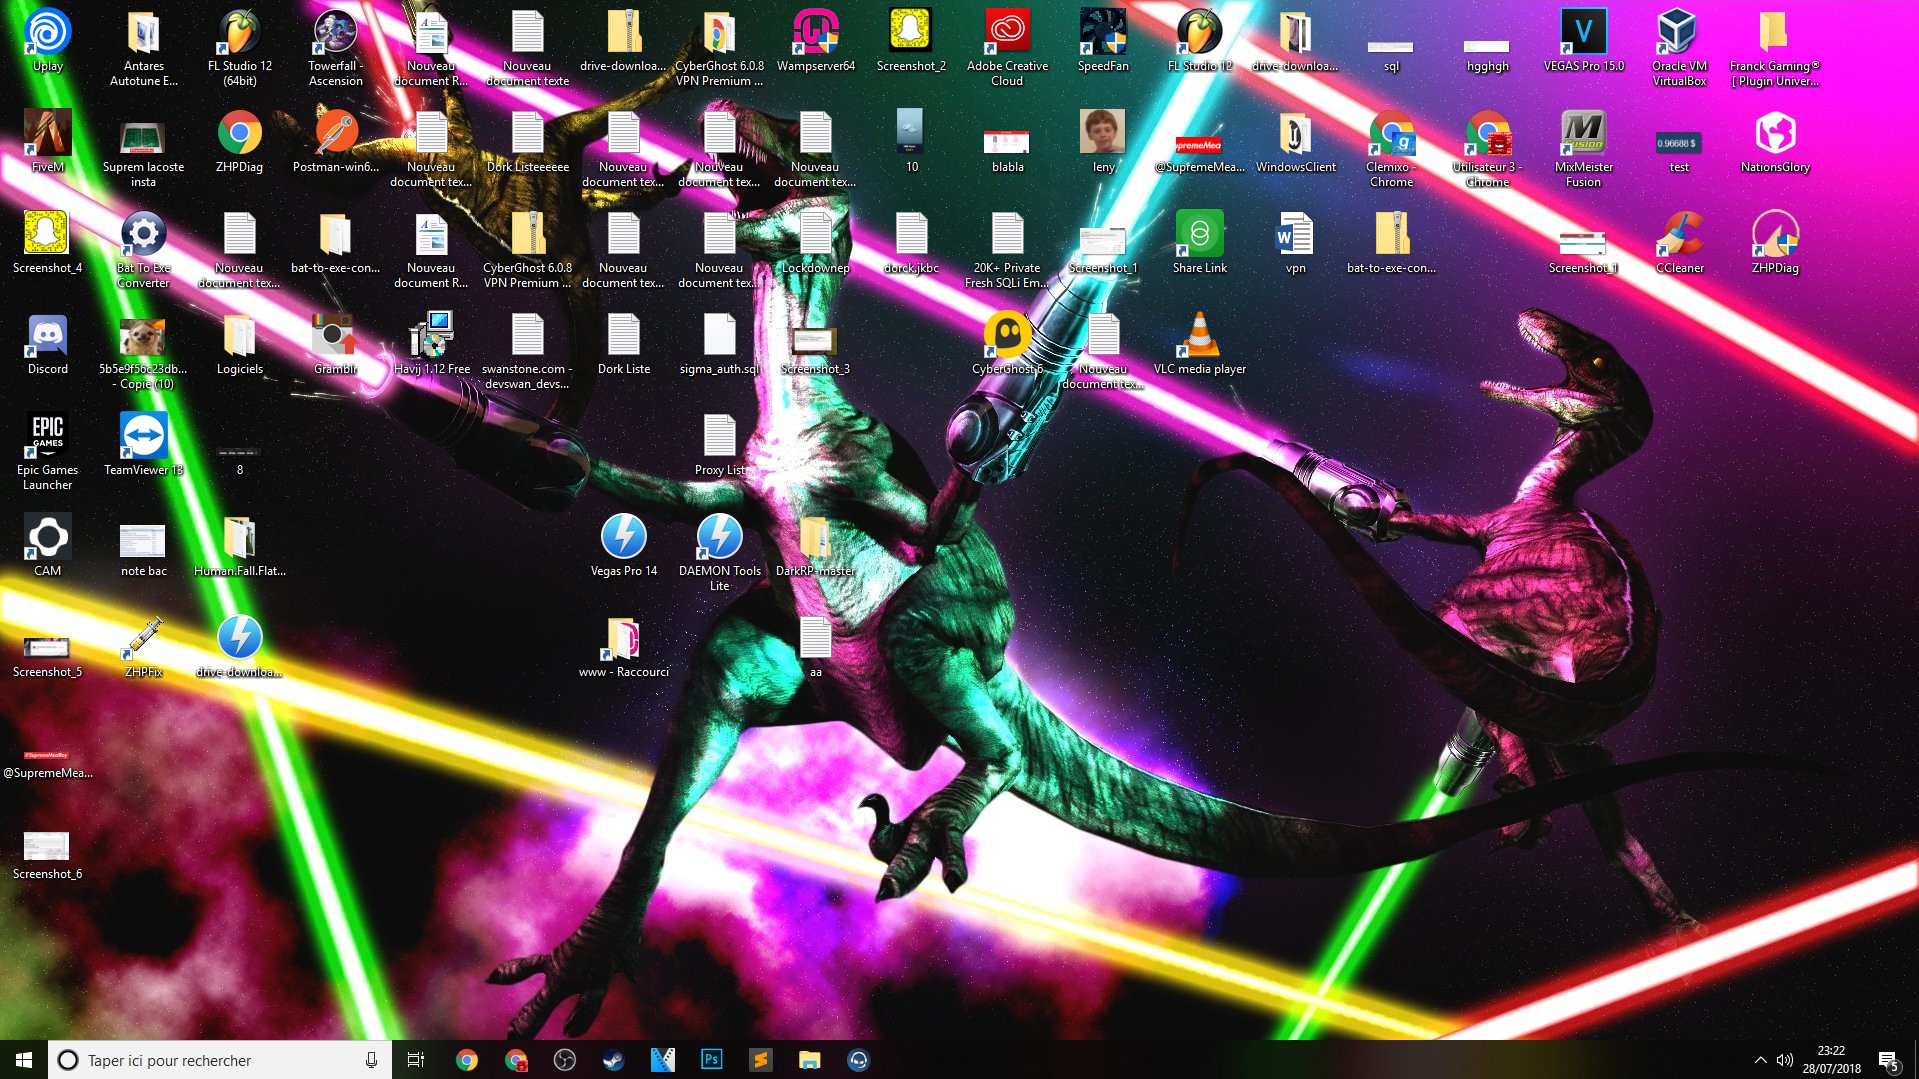 Uplay
Antares
Autotune E...
FL Studio 12
(64bit)
Towerfall -
Ascension
Nouveau
document R...
Nouveau
document texte
drive-downloa...
CyberGhost 6.0.8
VPN Premium ...
Wampserver64
Screenshot_2
Adobe Creative
Cloud
SpeedFan
FL Studio 12
drive-downloa...
sql
hgghgh
VEGAS Pro 15.0
Oracle VM
VirtualBox
Franck Gaming®
[ Plugin Univer...
FiveM
Suprem lacoste
insta
ZHPDiag
Postman-win6...
Nouveau
document tex...
Dork Listeeeeee
Nouveau
document tex...
Nouveau
document tex...
Nouveau
document tex...
10
blabla
leny
@SupremeMea...
WindowsClient
Clemixo -
Chrome
Utilisateur 3 -
Chrome
MixMeister
Fusion
0.96688 $
test
NationsGlory
Screenshot_4
Bat To Exe
Converter
Nouveau
document tex...
bat-to-exe-con...
Nouveau
document R...
CyberGhost 6.0.8
VPN Premium ...
Nouveau
document tex...
Nouveau
document tex...
Lockdownep
dorck.jkbc
20K+ Private
Fresh SQLi Em...
Screenshot_1
Share Link
vpn
bat-to-exe-con...
Screenshot_1
CCleaner
ZHPDiag
Discord
5b5e9f56c23db...
- Copie (10)
Logiciels
Gramblr
Havij 1.12 Free
swanstone.com -
devswan_devs...
Dork Liste
sigma_auth.sql
Screenshot_3
CyberGhost 6
Nouveau
document tex...
VLC media player
EPIC
GAMES
Epic Games
Launcher
TeamViewer 13
8
Proxy List
CAM
note bac
Human.Fall.Flat...
Vegas Pro 14
DAEMON Tools
Lite
DarkRP-master
Screenshot_5
ZHPFix
drive-downloa...
www - Raccourci
aa
@SupremeMea...
Screenshot_6
Taper ici pour rechercher
Ps
23:22
28/07/2018
5